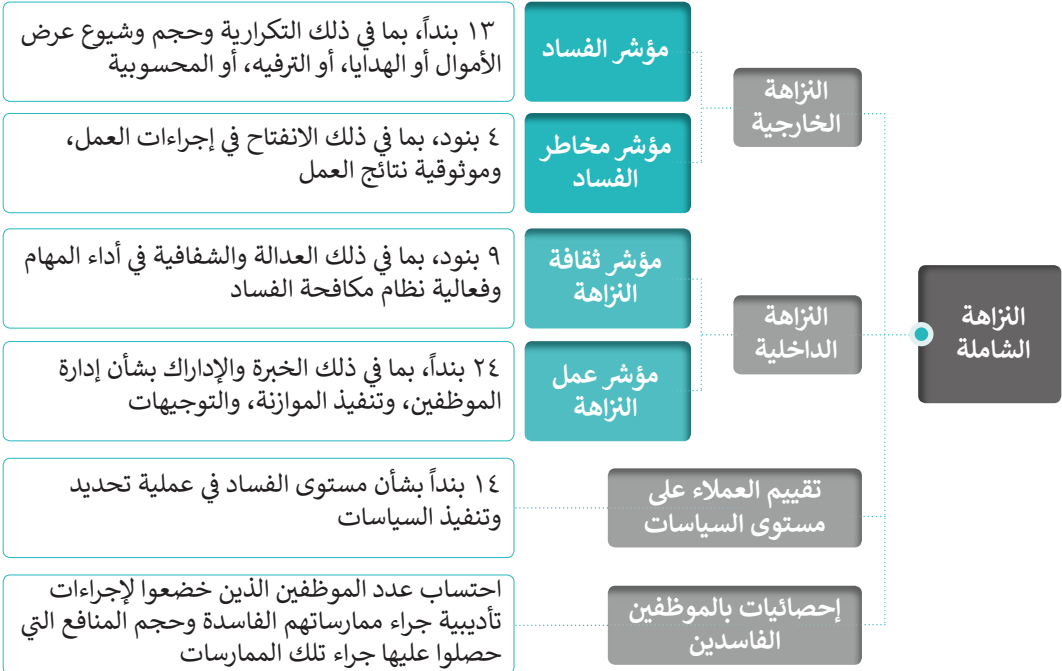 النزاهة
الشاملة
النزاهة
الخارجية
مؤشر الفساد
١٣ بنداً، بما في ذلك التكرارية وحجم وشيوع عرض
الأموال أو الهدايا، أو الترفيه، أو المحسوبية
مؤشر مخاطر
الفساد
٤ بنود، بما في ذلك الانفتاح في إجراءات العمل،
وموثوقية نتائج العمل
النزاهة
الداخلية
مؤشر ثقافة
النزاهة
٩ بنود، بما في ذلك العدالة والشفافية في أداء المهام
وفعالية نظام مكافحة الفساد
مؤشر عمل
النزاهة
٢٤ بنداً، بما في ذلك الخبرة والإداراك بشأن إدارة
الموظفين، وتنفيذ الموازنة، والتوجيهات
تقييم العملاء على
مستوى السياسات
١٤ بنداً بشأن مستوى الفساد في عملية تحديد
وتنفيذ السياسات
إحصائيات بالموظفين
الفاسدين
احتساب عدد الموظفين الذين خضعوا لإجراءات
تأديبية جراء ممارساتهم الفاسدة وحجم المنافع التي
حصلوا عليها جراء تلك الممارسات